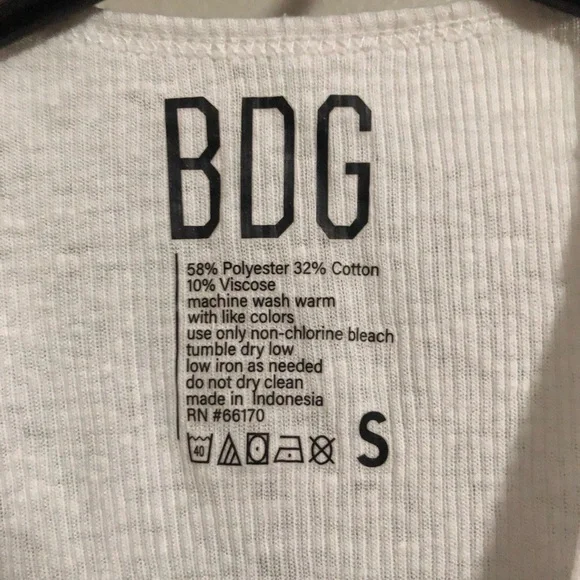 BDG
58% Polyester 32% Cotton
10% Viscose
machine wash warm
with like colors
use only non-chlorine bleach
tumble dry low
low iron as needed
do not dry clean
made in Indonesia
RN #66170
40 S